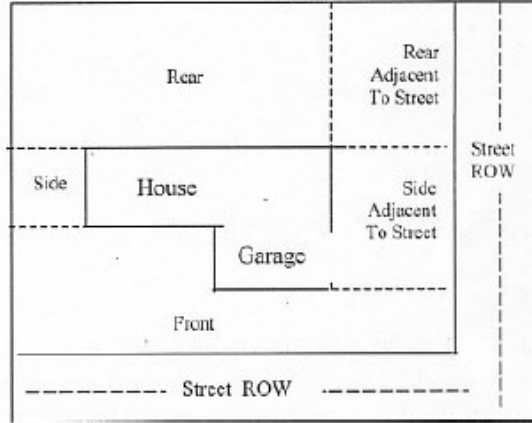 Rear
Rear
Adjacent
To Street
Street
ROW
Side
House
Side
Adjacent
To Street
Garage
Front
Street ROW